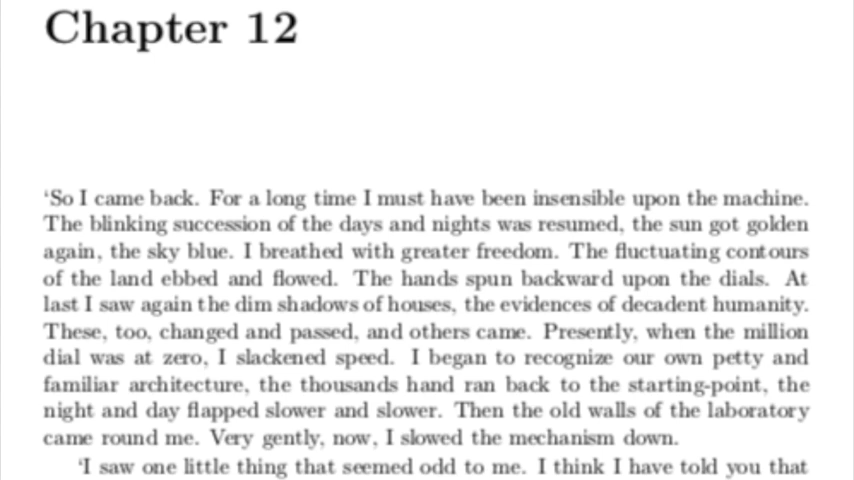 Chapter 12
‘So I came back. For a long time I must have been insensible upon the machine.
The blinking succession of the days and nights was resumed, the sun got golden
again, the sky blue. I breathed with greater freedom. The fluctuating contours
of the land ebbed and flowed. The hands spun backward upon the dials. At
last I saw again the dim shadows of houses, the evidences of decadent humanity.
These, too, changed and passed, and others came. Presently, when the million
dial was at zero, I slackened speed. I began to recognize our own petty and
familiar architecture, the thousands hand ran back to the starting-point, the
night and day flapped slower and slower. Then the old walls of the laboratory
came round me. Very gently, now, I slowed the mechanism down.
‘I saw one little thing that seemed odd to me. I think I have told you that